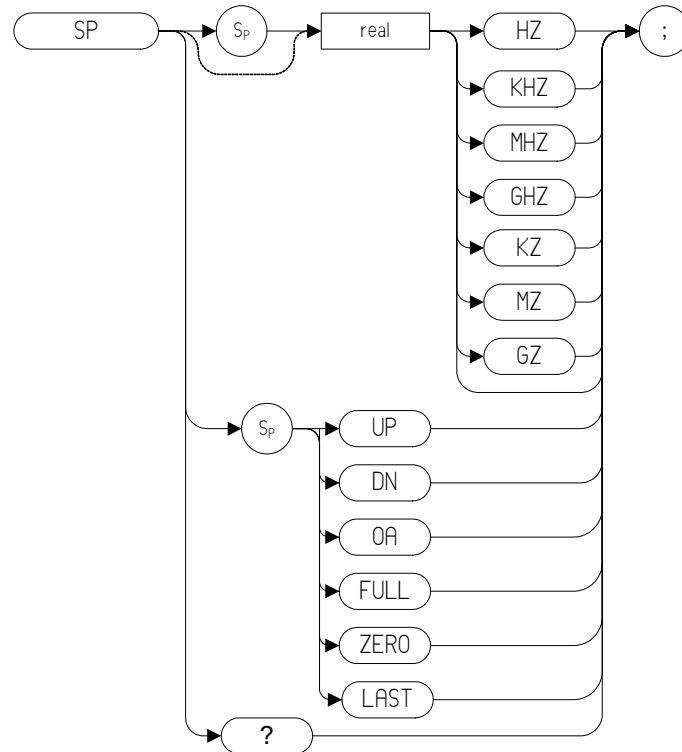 SP SP real HZ ;
KHZ
MHZ
GHZ
KZ
MZ
GZ
SP UP
DN
OA
FULL
ZERO
LAST
?